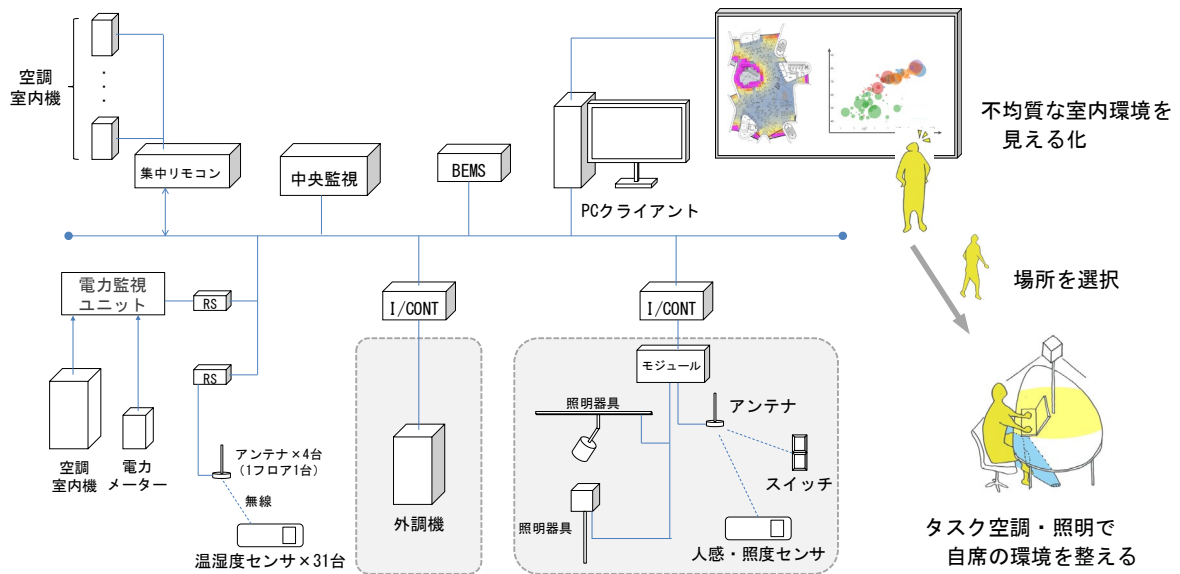 空調
室内機
集中リモコン
中央監視
BEMS
PCクライアント
不均質な室内環境を
見える化
場所を選択
タスク空調・照明で
自席の環境を整える
電力監視
ユニット
RS
RS
空調
室内機
電力
メーター
アンテナ×4台
(1フロア1台)
無線
温湿度センサ×31台
I/CONT
外調機
I/CONT
モジュール
照明器具
アンテナ
スイッチ
照明器具
人感・照度センサ